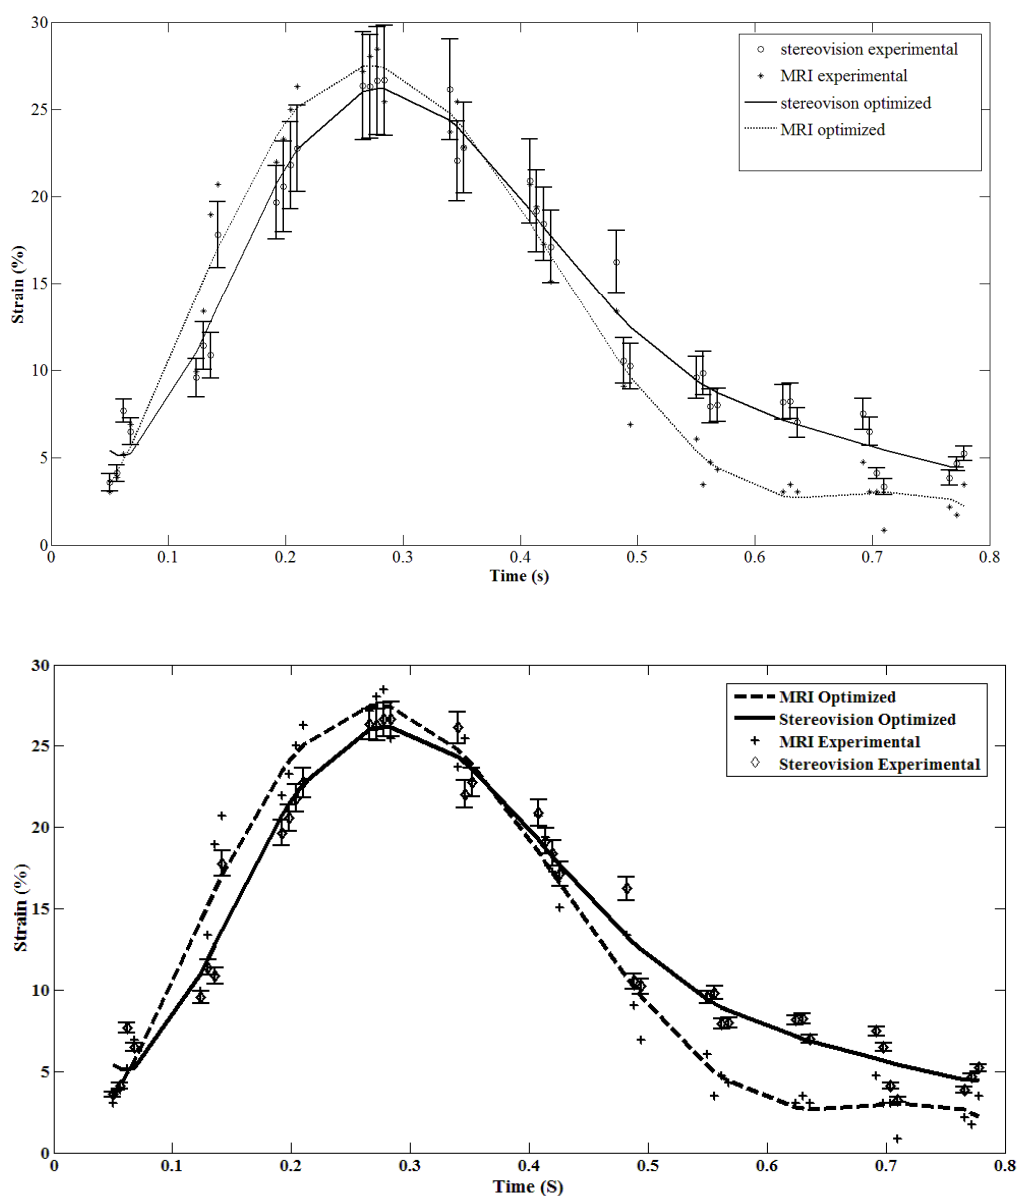 30
25
20
15
10
5
0
Strain (%)
stereovision experimental
MRI experimental
stereovison optimized
MRI optimized
0 0.1 0.2 0.3 0.4 0.5 0.6 0.7 0.8
Time (s)
30
25
20
15
10
5
0
Strain (%)
MRI Optimized
Stereovision Optimized
MRI Experimental
Stereovision Experimental
0 0.1 0.2 0.3 0.4 0.5 0.6 0.7 0.8
Time (S)